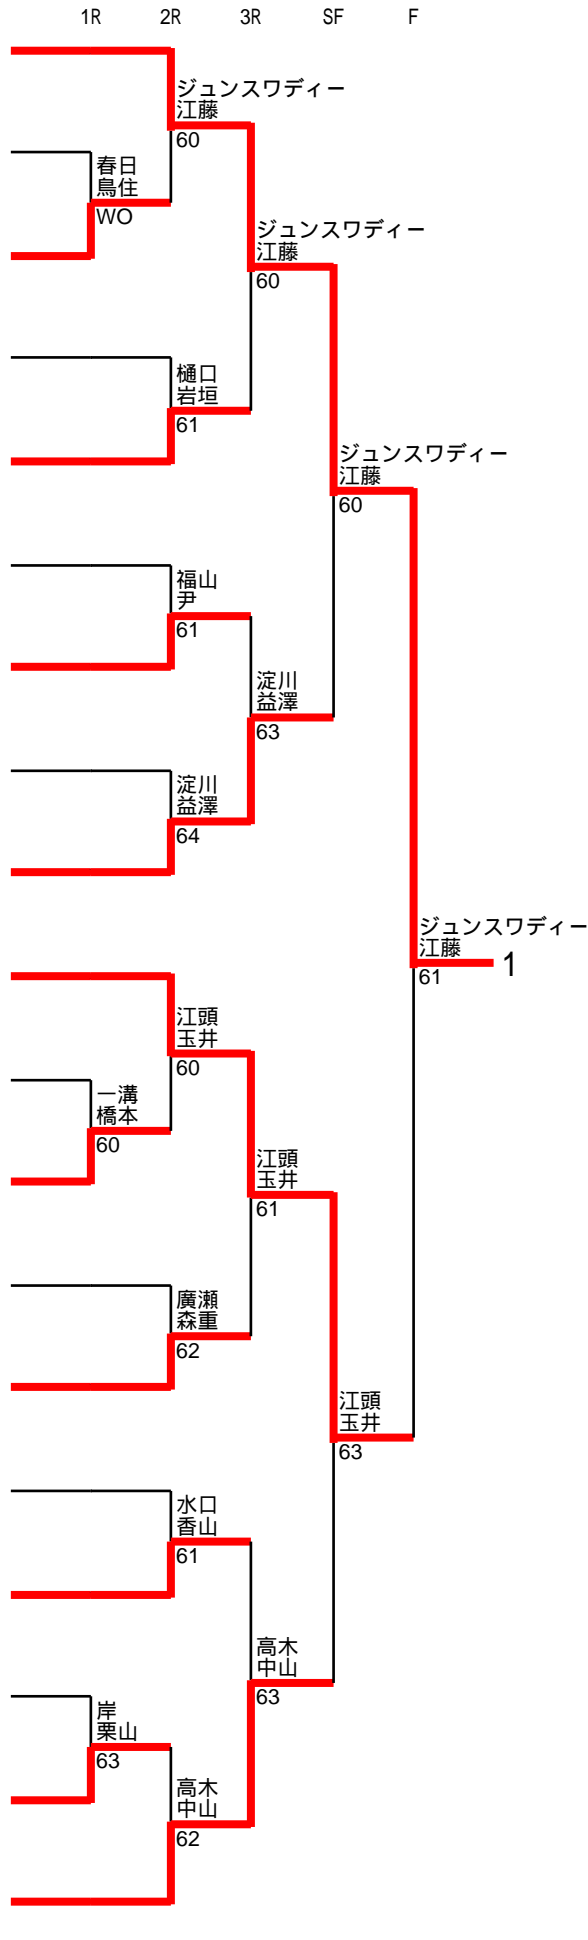 1R 2R 3R SF F
ジュンスワディー
江藤
60
春日
鳥住
WO
ジュンスワディー
江藤
60
樋口
岩垣
61
ジュンスワディー
江藤
60
福山
尹
61
淀川
益澤
63
淀川
益澤
64
ジュンスワディー
江藤
61
1
江頭
玉井
60
一溝
橋本
60
江頭
玉井
61
廣瀬
森重
62
江頭
玉井
63
水口
香山
61
高木
中山
63
岸
栗山
63
高木
中山
62